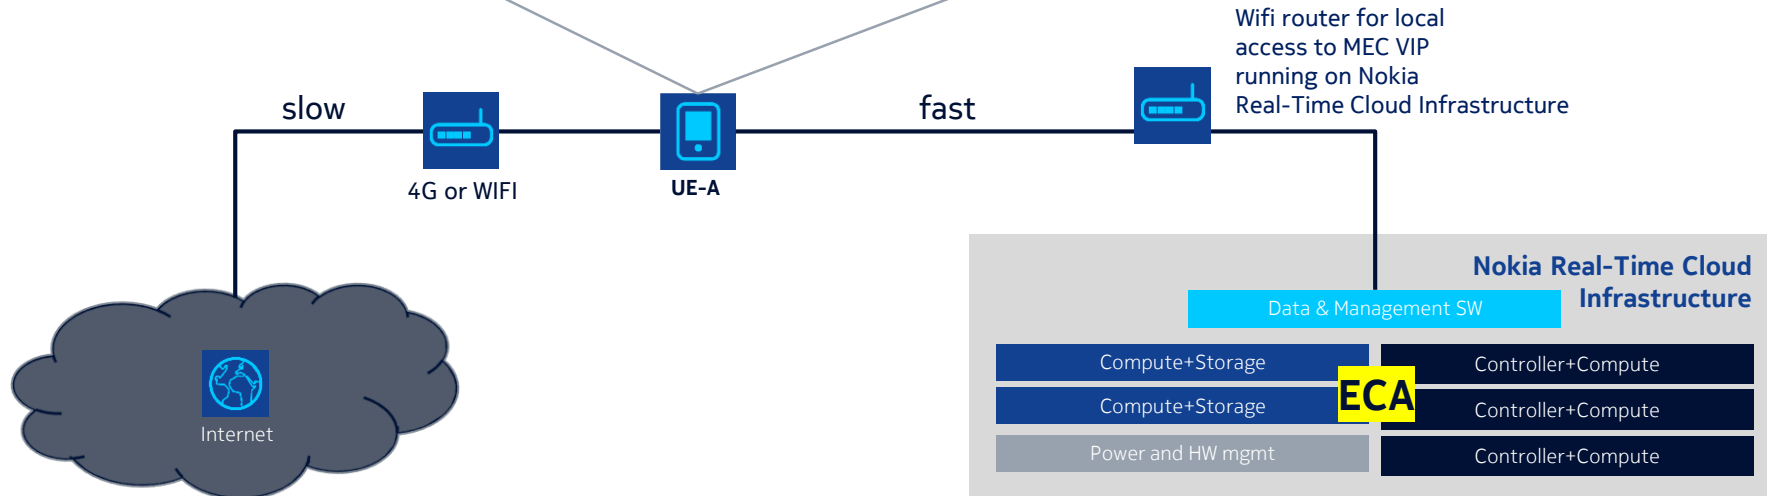 Wifi router for local
access to MEC VIP
running on Nokia
Real-Time Cloud Infrastructure
slow
fast
4G or WIFI
UE-A
Nokia Real-Time Cloud
Infrastructure
Data & Management SW
Compute+Storage
Controller+Compute
ECA
Compute+Storage
Controller+Compute
Power and HW mgmt
Controller+Compute
Internet